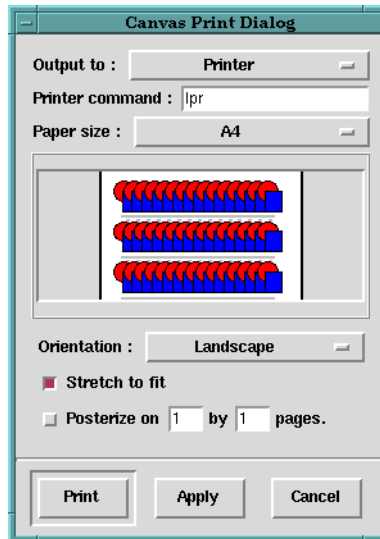 Canvas Print Dialog
Output to : Printer
Printer command : lpr
Paper size : A4
Orientation : Landscape
Stretch to fit
Posterize on 1 by 1 pages.
Print Apply Cancel